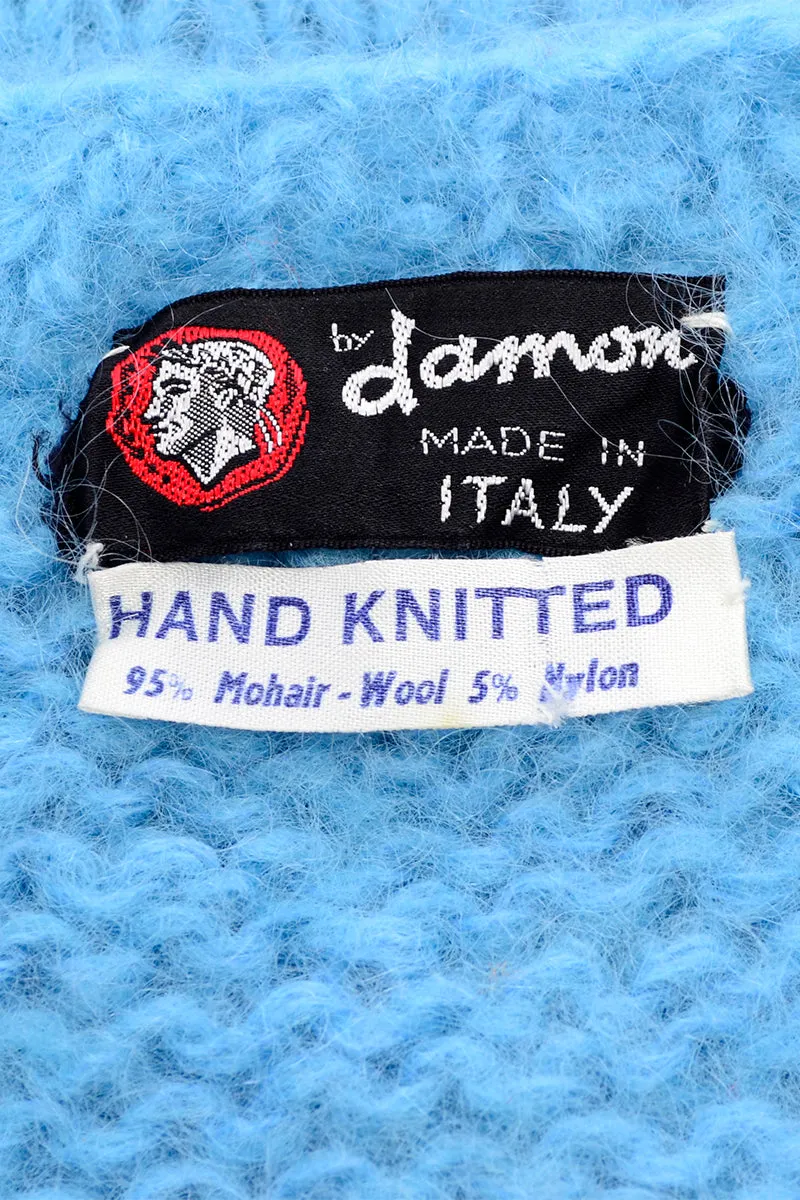 by damon
MADE IN
ITALY
HAND KNITTED
95% Mohair - Wool 5% Nylon